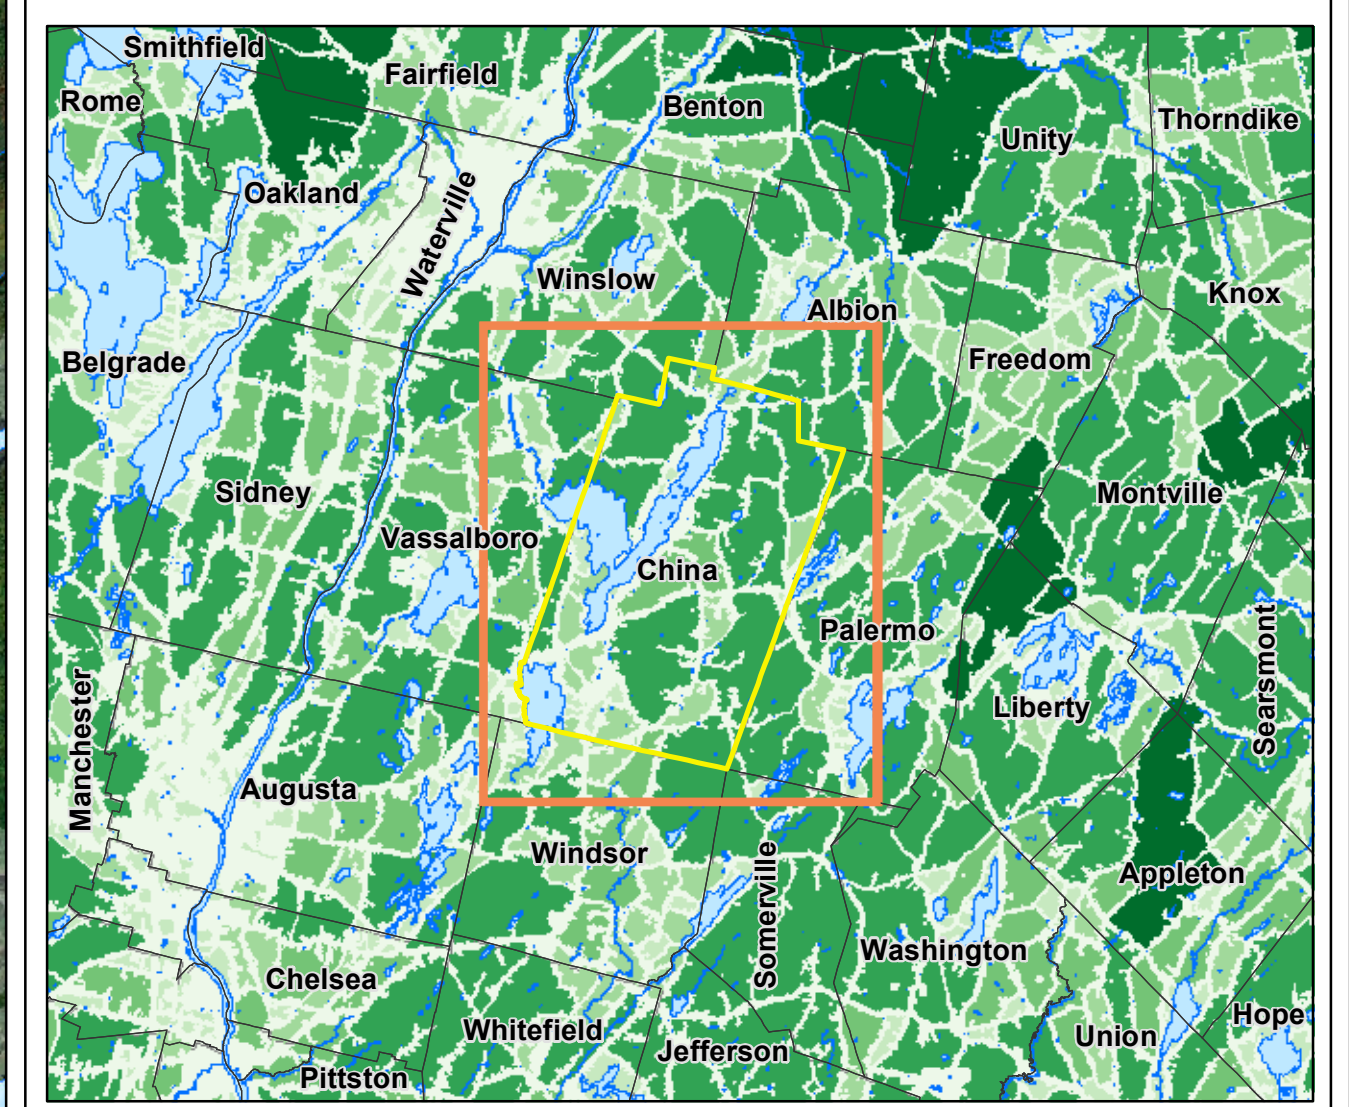 Smithfield
Fairfield
Rome
Benton
Thorndike
Unity
Oakland
Waterville
Winslow
Knox
Albion
Belgrade
Freedom
Sidney
Montville
Vassalboro
China
Palermo
Searsmont
Manchester
Liberty
Augusta
Windsor
Somerville
Appleton
Washington
Chelsea
Hope
Whitefield
Union
Jefferson
Pittston